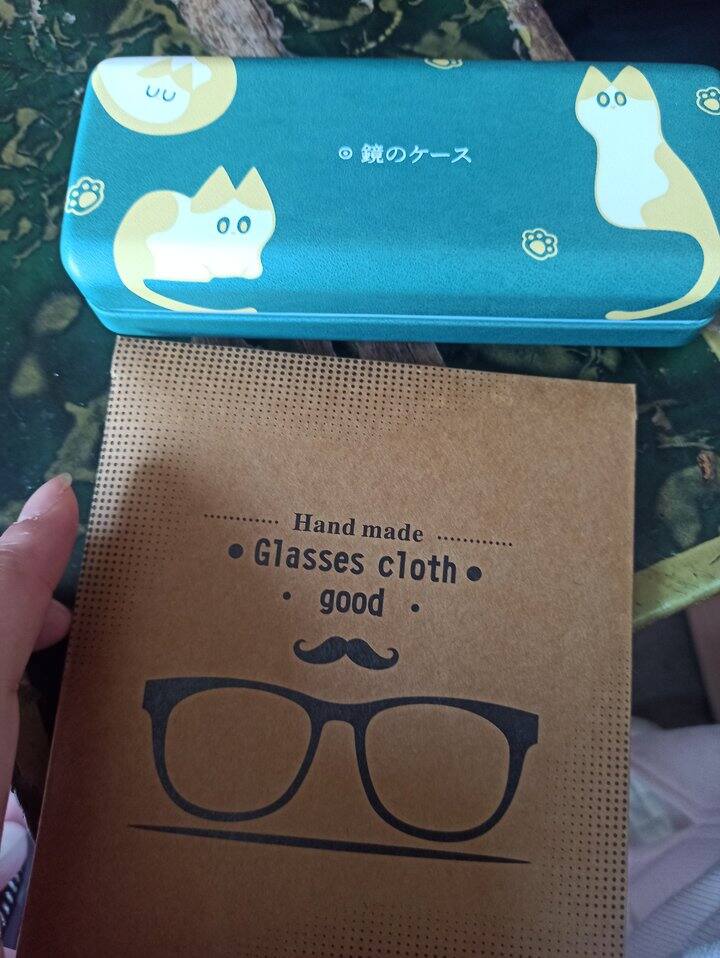 ◎ 鏡のケース
Hand made
• Glasses cloth •
• good •